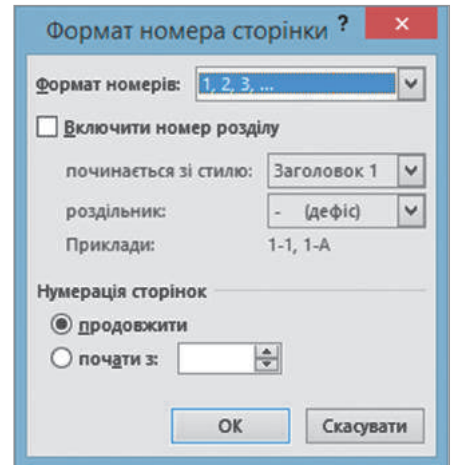 Формат номера сторінки ? ×
Формат номерів: 1, 2, 3, ...
Включити номер розділу
починається зі стилю: Заголовок 1
роздільник: - (дефіс)
Приклади: 1-1, 1-A
Нумерація сторінок
продовжити
почати з:
ОК Скасувати